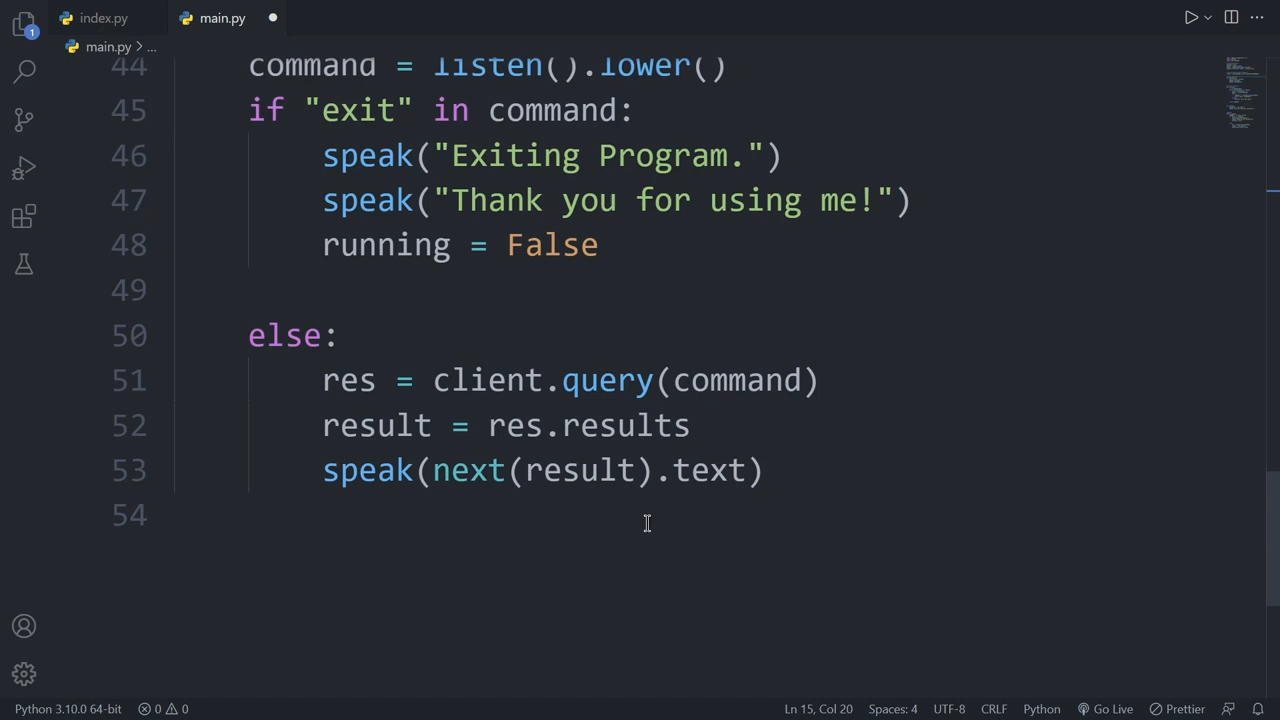 1
index.py
main.py
main.py > ...
44 command = listen().lower()
45 if "exit" in command:
46 speak("Exiting Program.")
47 speak("Thank you for using me!")
48 running = False
49
50 else:
51 res = client.query(command)
52 result = res.results
53 speak(next(result).text)
54
Python 3.10.0 64-bit 0 0 Ln 15, Col 20 Spaces: 4 UTF-8 CRLF Python Go Live Prettier